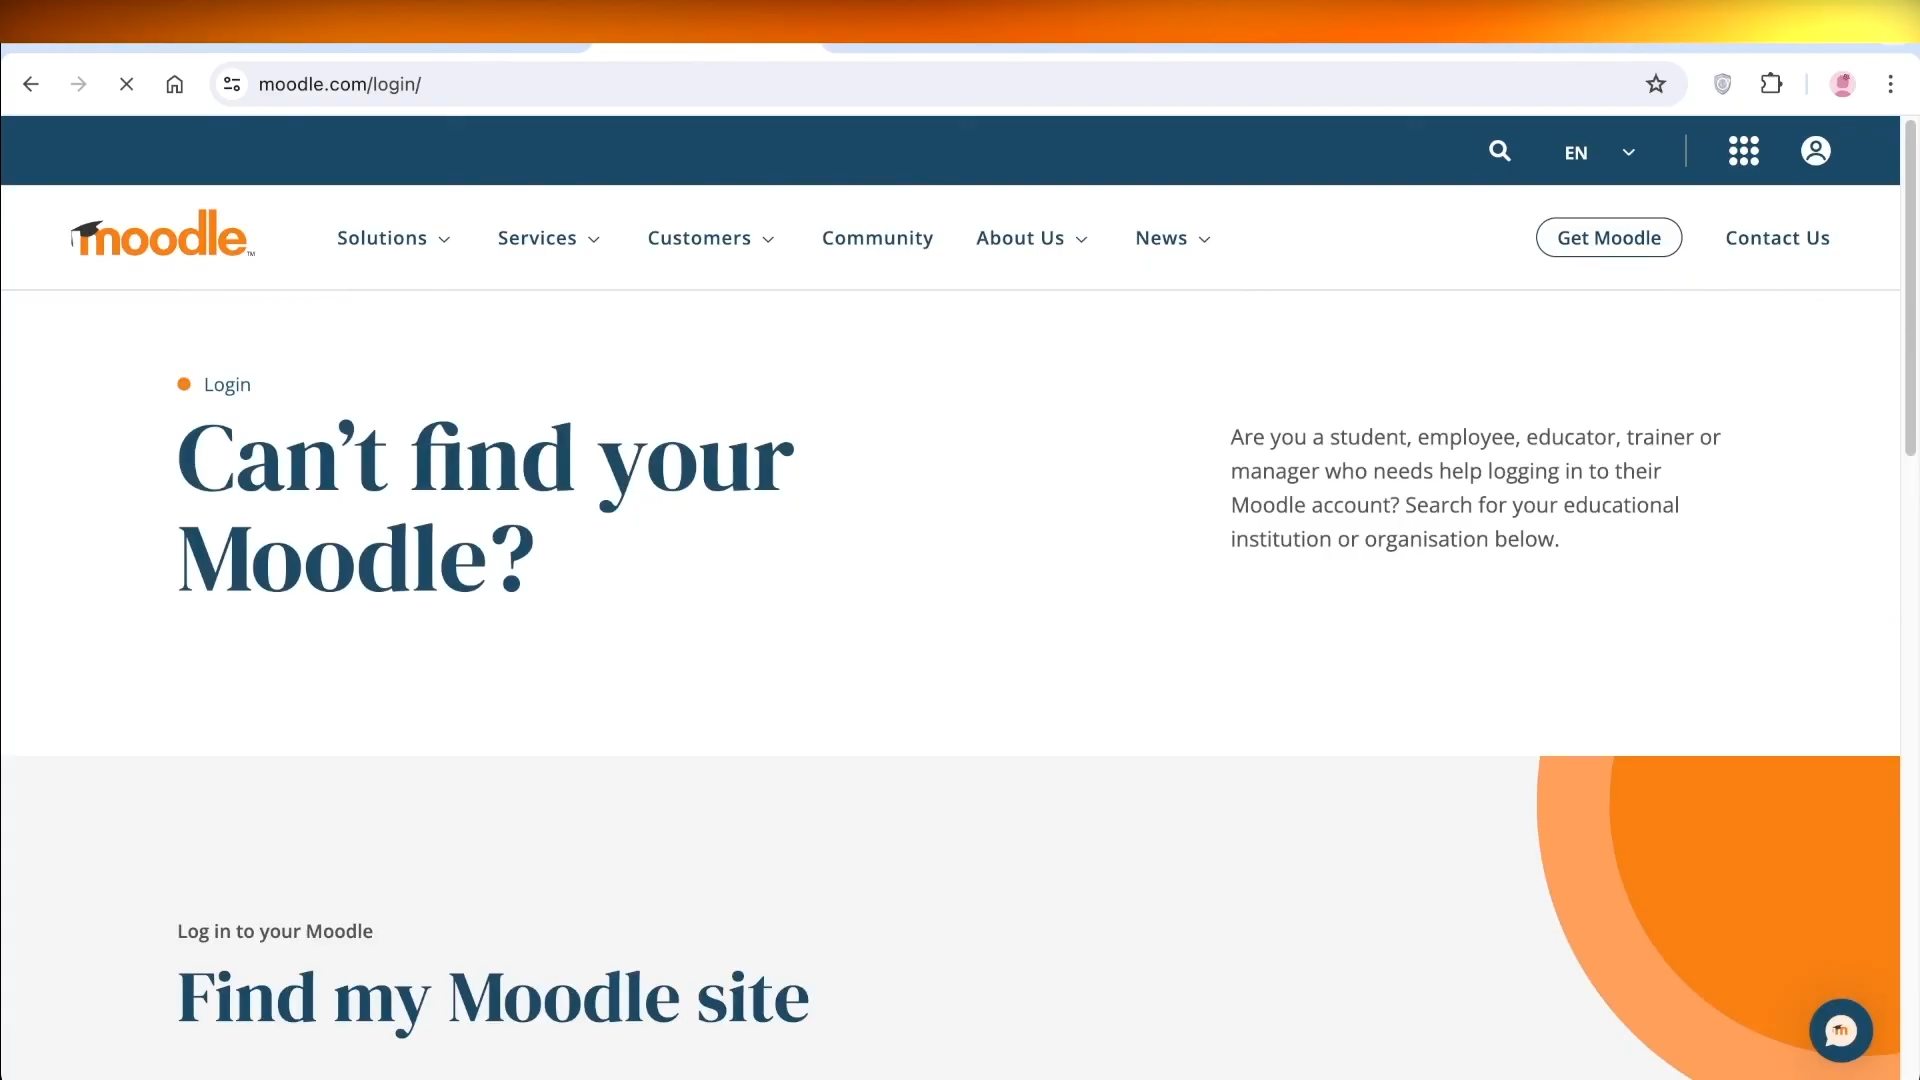 moodle.com/login/
EN
moodle™
Solutions
Services
Customers
Community
About Us
News
Get Moodle
Contact Us
Login
Can’t find your
Moodle?
Are you a student, employee, educator, trainer or
manager who needs help logging in to their
Moodle account? Search for your educational
institution or organisation below.
Log in to your Moodle
Find my Moodle site
m